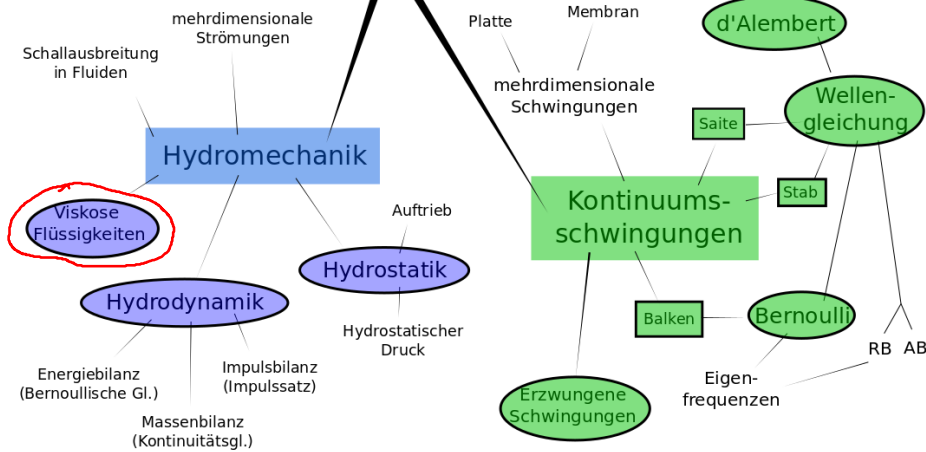 mehrdimensionale
Strömungen
Schallausbreitung
in Fluiden
Hydromechanik
Viskose
Flüssigkeiten
Auftrieb
Hydrostatik
Hydrodynamik
Hydrostatischer
Druck
Energiebilanz
(Bernoullische Gl.)
Impulsbilanz
(Impulssatz)
Massenbilanz
(Kontinuitätsgl.)
Platte
Membran
mehrdimensionale
Schwingungen
d'Alembert
Wellen-
gleichung
Saite
Stab
Kontinuums-
schwingungen
Balken
Bernoulli
RB AB
Eigen-
frequenzen
Erzwungene
Schwingungen